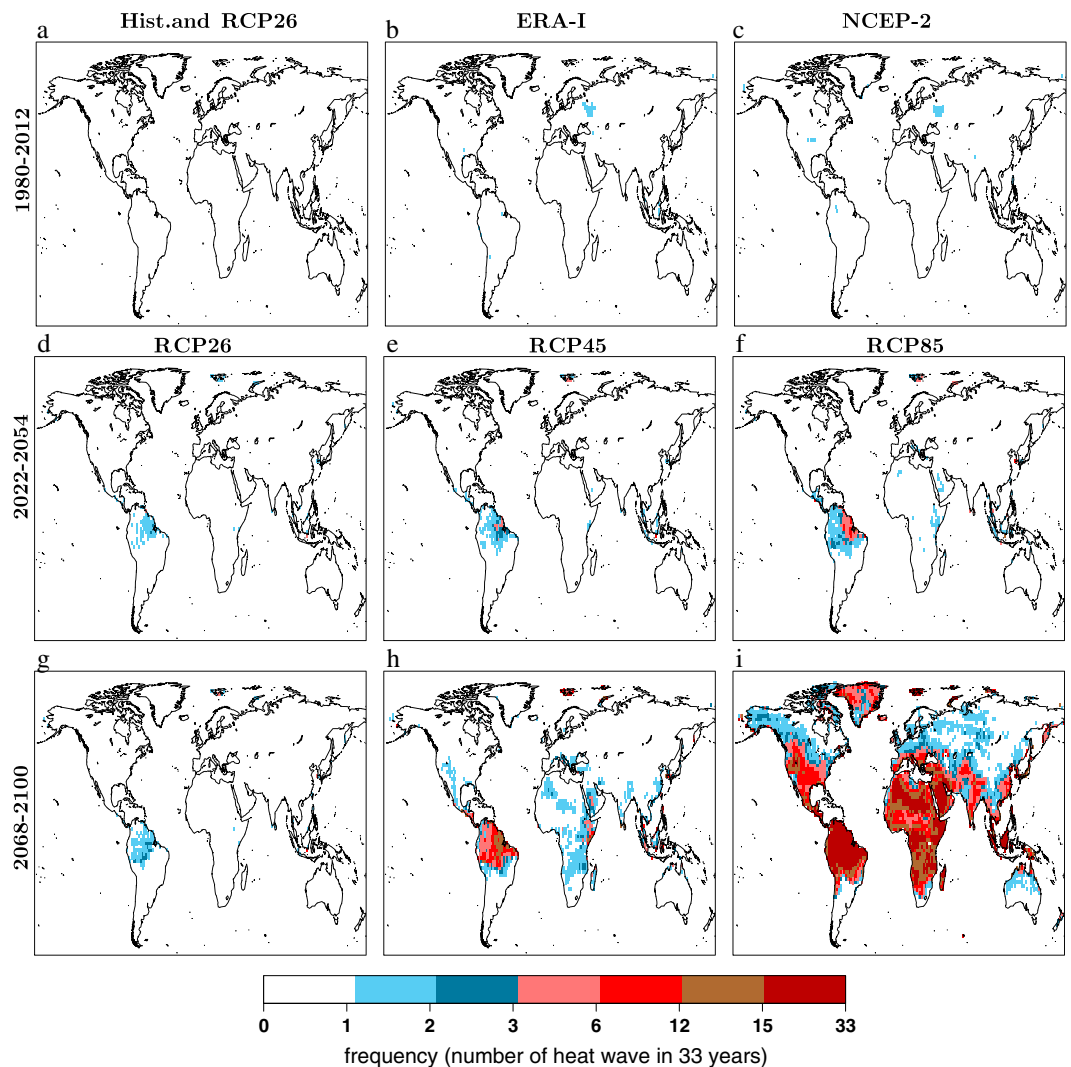 a Hist.and RCP26
b ERA-I
c NCEP-2
1980-2012
d RCP26
e RCP45
f RCP85
2022-2054
g
h
i
2068-2100
0 1 2 3 6 12 15 33
frequency (number of heat wave in 33 years)